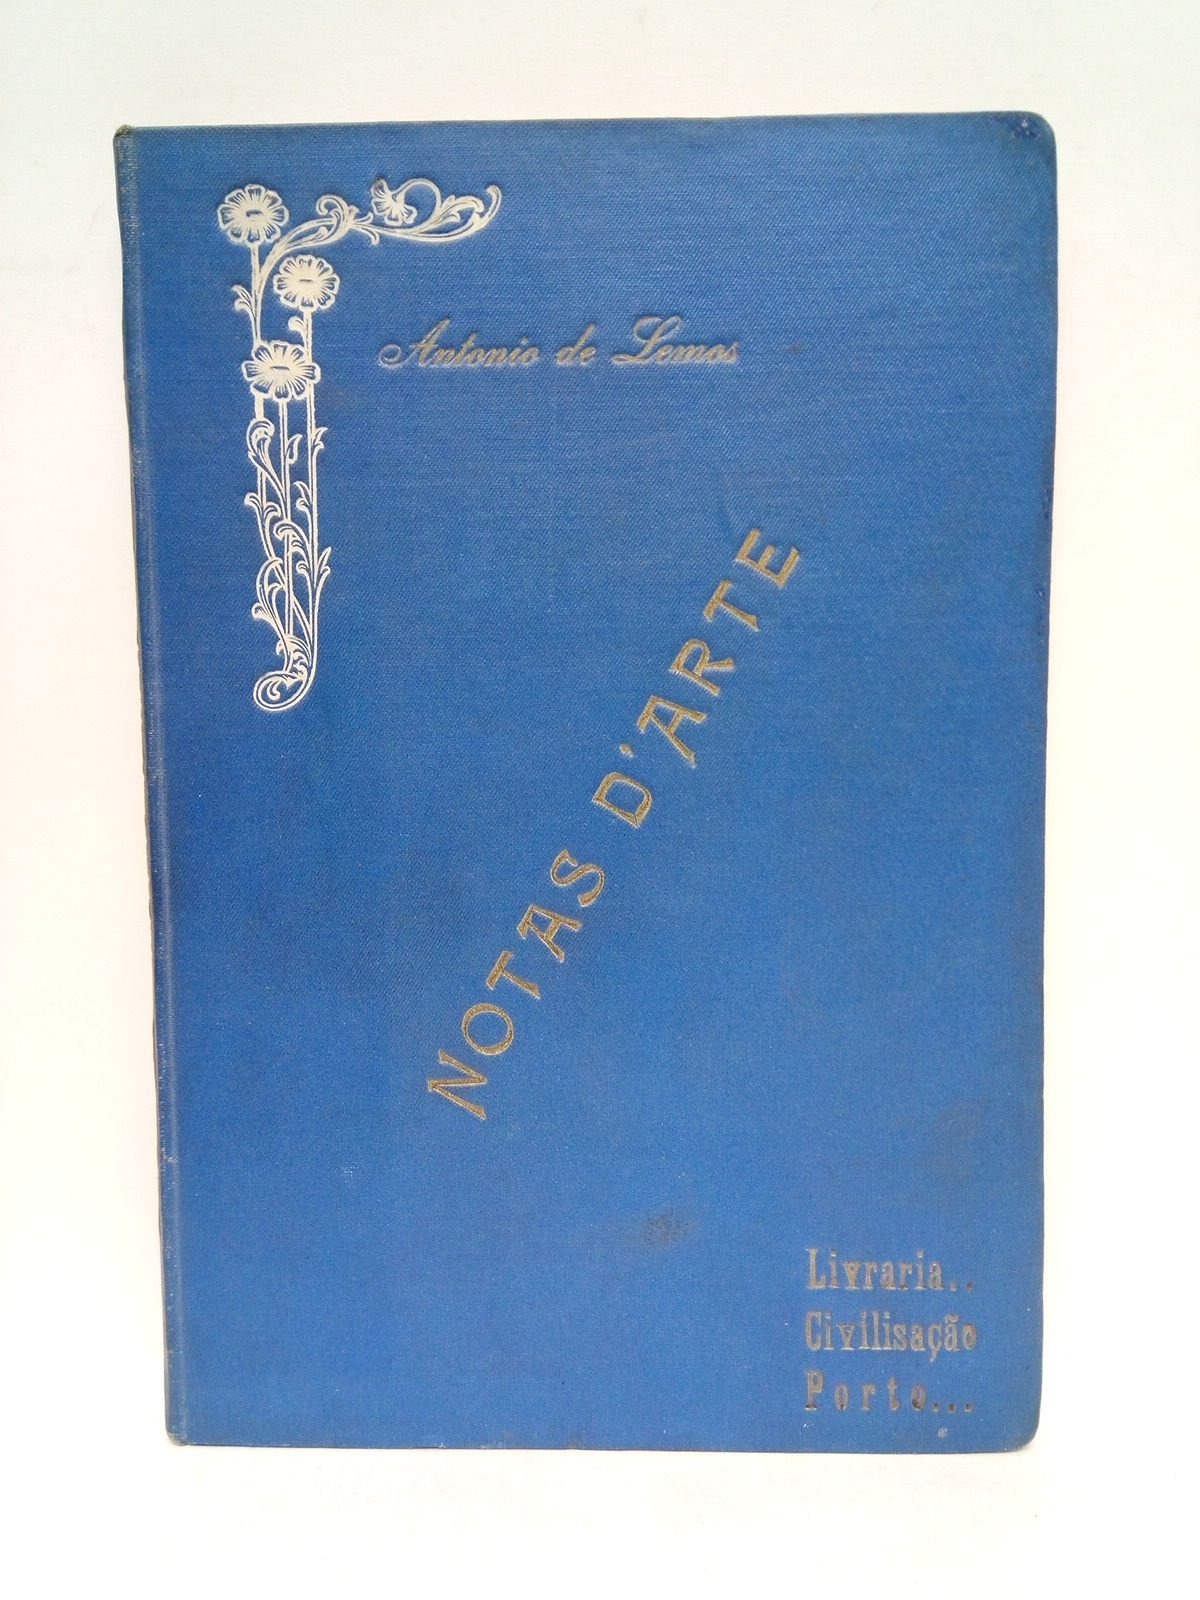 Antonio de Lemos
NOTAS D'ARTE
Livraria..
Civilisação
Porto...